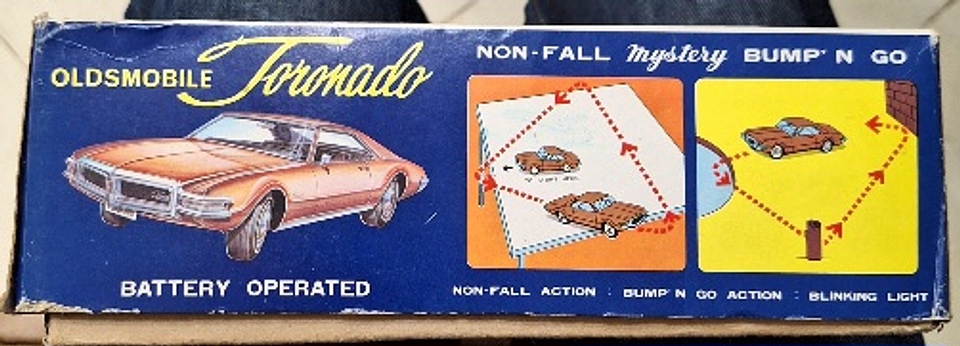 OLDSMOBILE Toronado
BATTERY OPERATED
NON-FALL mystery BUMP' N GO
NON-FALL ACTION : BUMP' N GO ACTION : BLINKING LIGHT